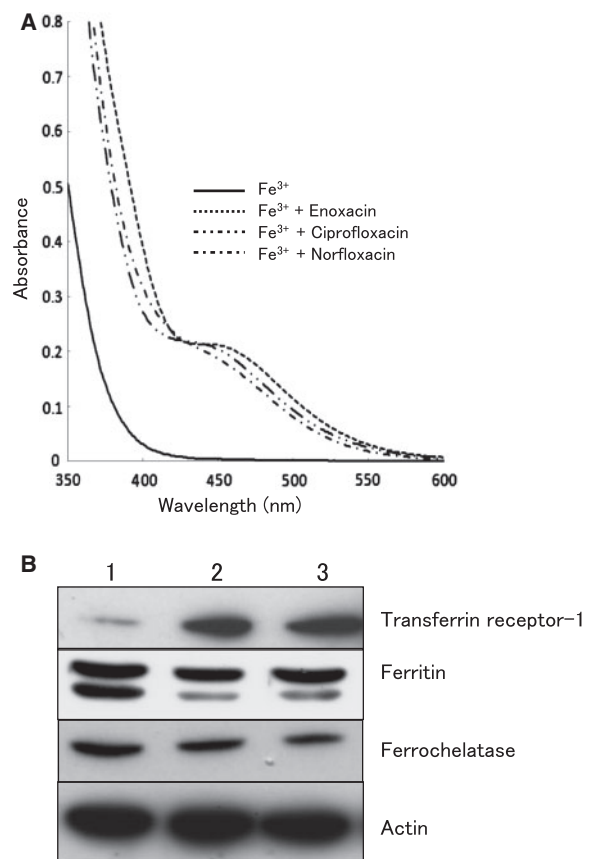 A
0.8
0.7
0.6
0.5
0.4
0.3
0.2
0.1
0
Absorbance
Fe³⁺
Fe³⁺ + Enoxacin
Fe³⁺ + Ciprofloxacin
Fe³⁺ + Norfloxacin
350 400 450 500 550 600
Wavelength (nm)
B
1 2 3
Transferrin receptor-1
Ferritin
Ferrochelatase
Actin